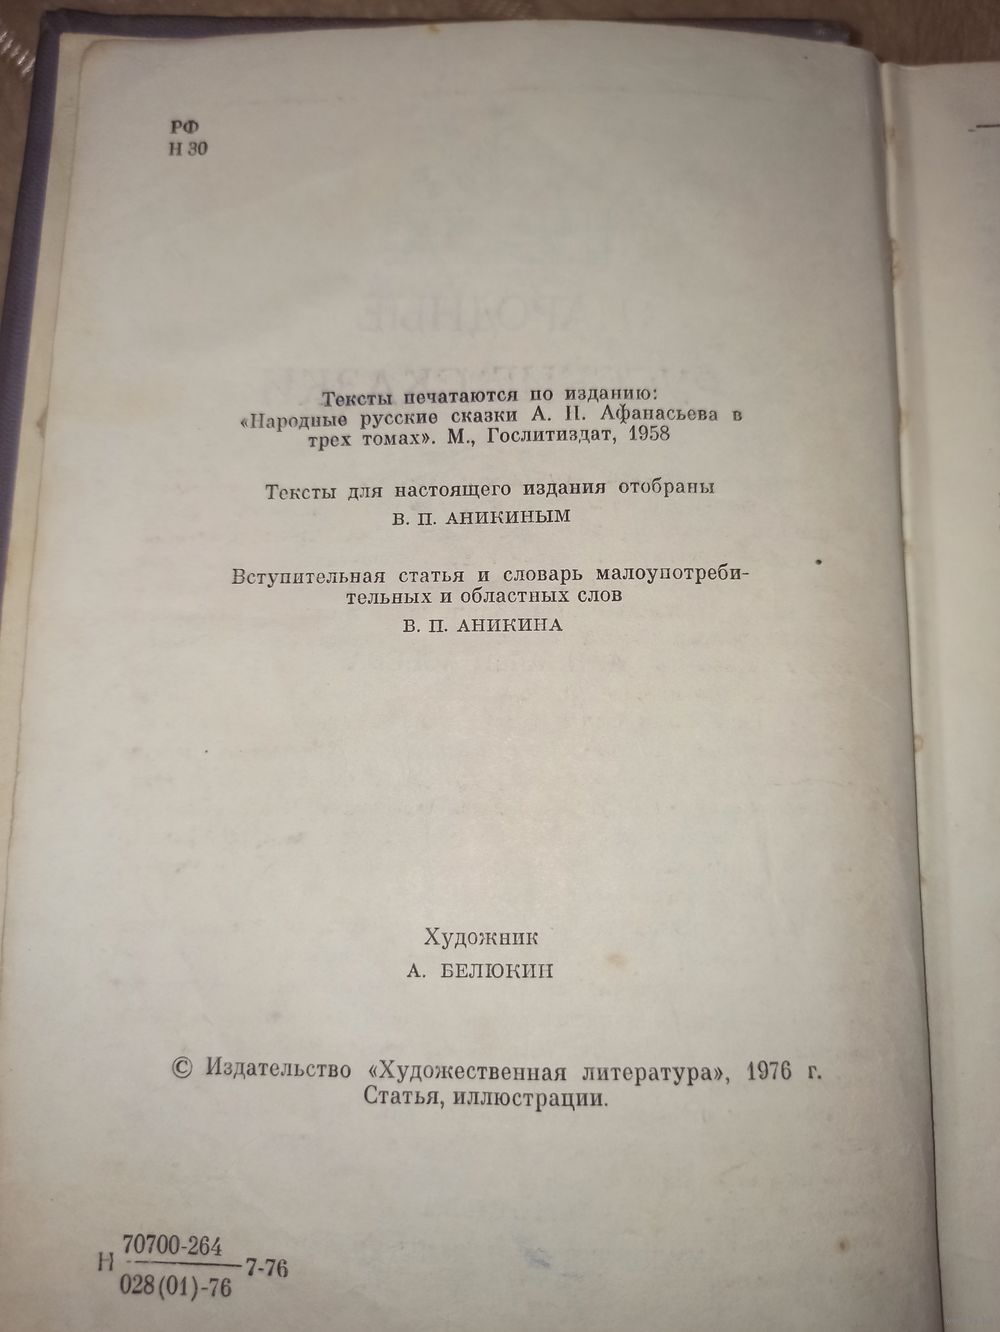 РФ
Н 30
Тексты печатаются по изданию:
«Народные русские сказки А. Н. Афанасьева в
трех томах». М., Гослитиздат, 1958
Тексты для настоящего издания отобраны
В. П. АНИКИНЫМ
Вступительная статья и словарь малоупотреби-
тельных и областных слов
В. П. АНИКИНА
Художник
А. БЕЛЮКИН
© Издательство «Художественная литература», 1976 г.
Статья, иллюстрации.
70700-264
Н 7-76
028(01)-76